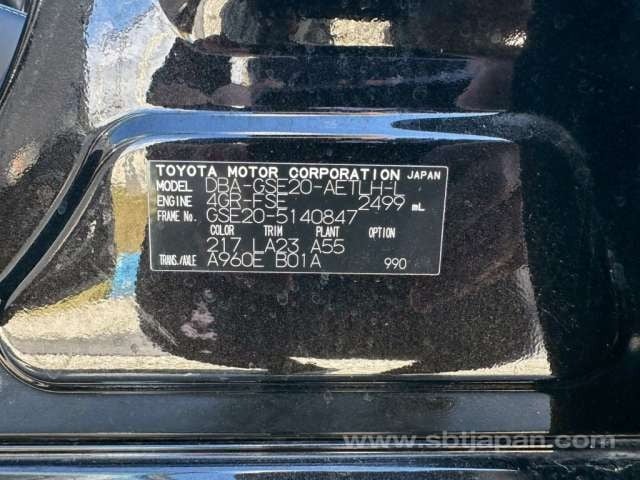 TOYOTA MOTOR CORPORATION JAPAN
MODEL DBA-GSE20-AETLH-L
ENGINE 4GR-FSE 2499 mL
FRAME No. GSE20-5140847
COLOR TRIM PLANT OPTION
217 LA23 A55
TRANS./AXLE A960E B01A 990
www.sbtjapan.com